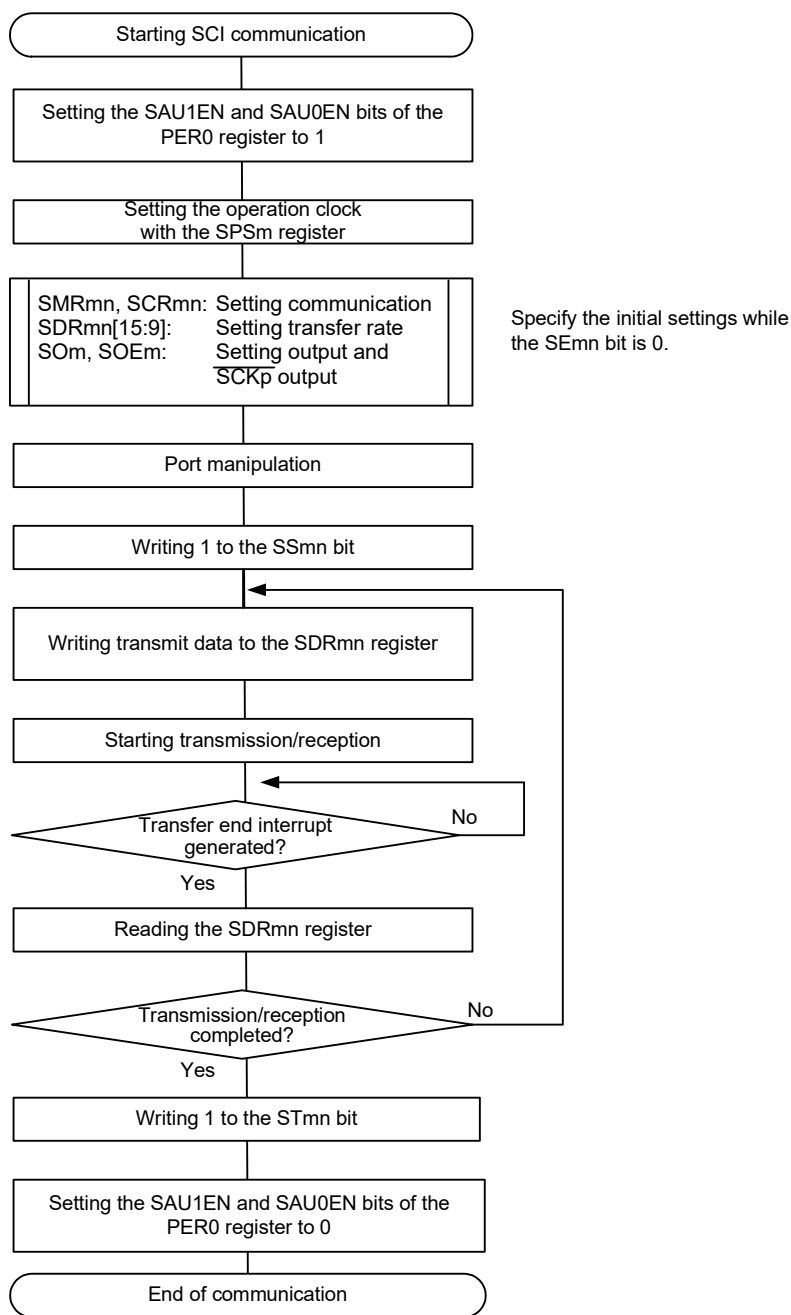 Starting SCI communication
Setting the SAU1EN and SAU0EN bits of the
PER0 register to 1
Setting the operation clock
with the SPSm register
SMRmn, SCRmn: Setting communication
SDRmn[15:9]: Setting transfer rate
SOm, SOEm: Setting output and
SCKp output
Specify the initial settings while
the SEmn bit is 0.
Port manipulation
Writing 1 to the SSmn bit
Writing transmit data to the SDRmn register
Starting transmission/reception
Transfer end interrupt
generated?
No
Yes
Reading the SDRmn register
Transmission/reception
completed?
No
Yes
Writing 1 to the STmn bit
Setting the SAU1EN and SAU0EN bits of the
PER0 register to 0
End of communication